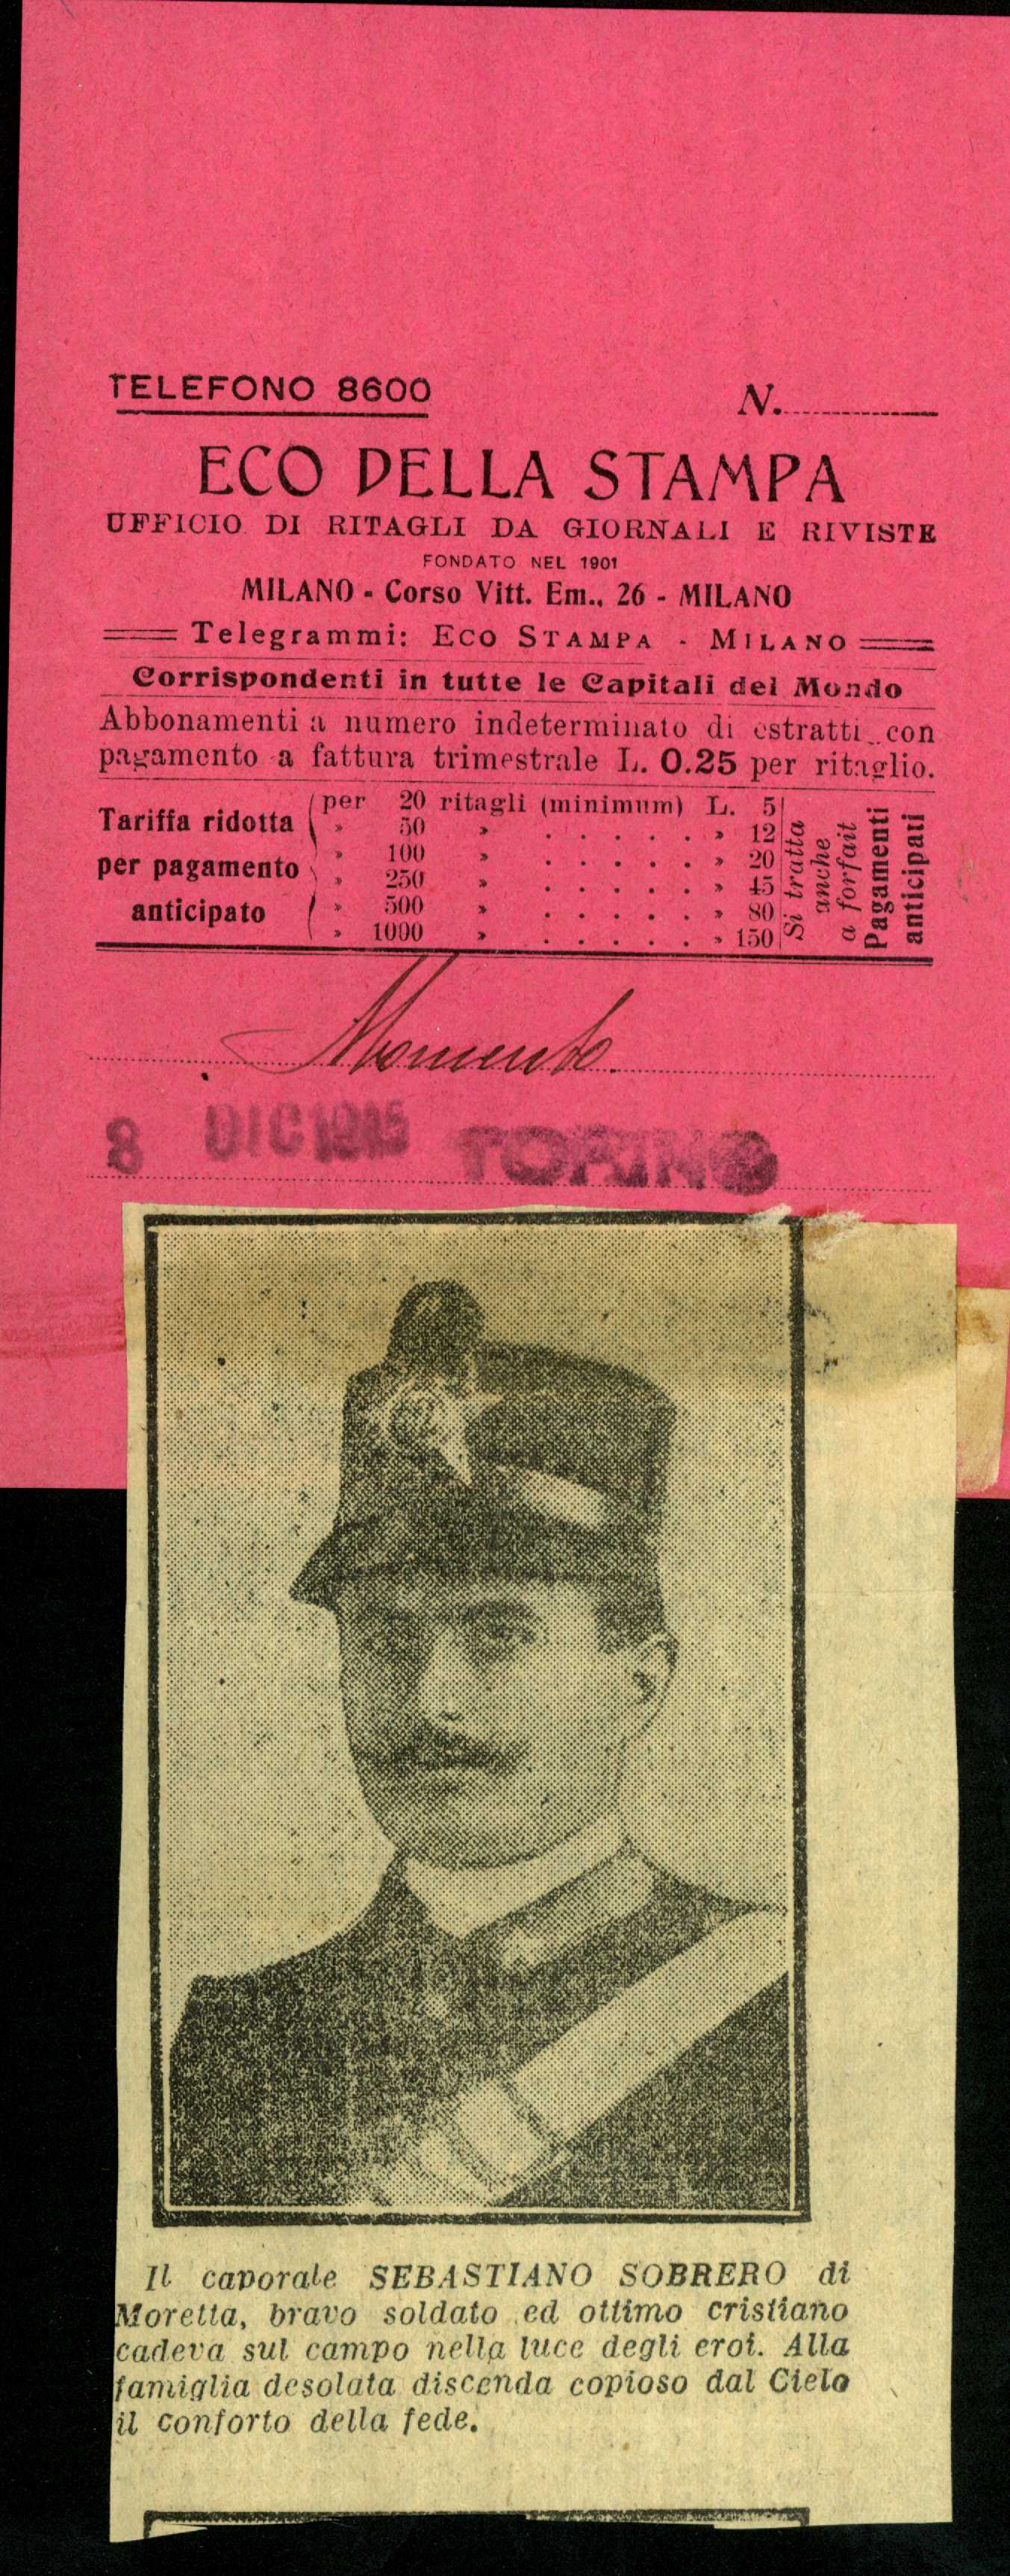 TELEFONO 8600
N.
ECO DELLA STAMPA
UFFICIO DI RITAGLI DA GIORNALI E RIVISTE
FONDATO NEL 1901
MILANO - Corso Vitt. Em., 26 - MILANO
Telegrammi: ECO STAMPA - MILANO
Corrispondenti in tutte le Capitali del Mondo
Abbonamenti a numero indeterminato di estratti con
pagamento a fattura trimestrale L. 0.25 per ritaglio.
Tariffa ridotta
per pagamento
anticipato
per 20 ritagli (minimum) L. 5
» 50 » . . . . . » 12
» 100 » . . . . . » 20
» 250 » . . . . . » 45
» 500 » . . . . . » 80
» 1000 » . . . . . » 150
Si tratta
anche
a forfait
Pagamenti
anticipati
Momento.
8 DIC 1915 TORINO
Il caporale SEBASTIANO SOBRERO di
Moretta, bravo soldato ed ottimo cristiano
cadeva sul campo nella luce degli eroi. Alla
famiglia desolata discenda copioso dal Cielo
il conforto della fede.